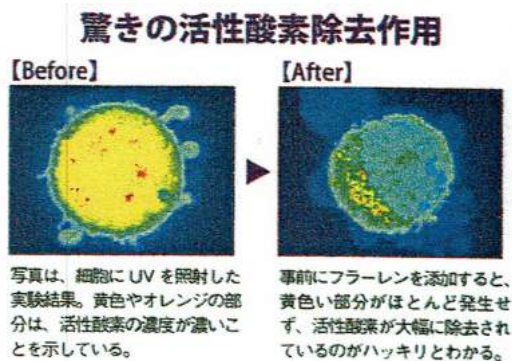 驚きの活性酸素除去作用
【Before】
【After】
写真は、細胞に UV を照射した
実験結果。黄色やオレンジの部
分は、活性酸素の濃度が濃いこ
とを示している。
事前にフラーレンを添加すると、
黄色い部分がほとんど発生せ
ず、活性酸素が大幅に除去され
ているのがハッキリとわかる。